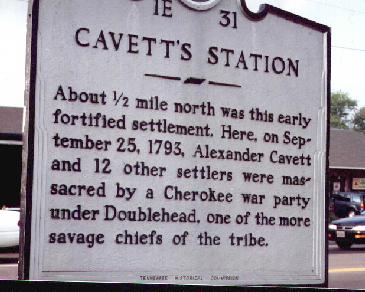 1E 31
CAVETT'S STATION
About ½ mile north was this early
fortified settlement. Here, on Sep-
tember 25, 1793, Alexander Cavett
and 12 other settlers were mas-
sacred by a Cherokee war party
under Doublehead, one of the more
savage chiefs of the tribe.
TENNESSEE HISTORICAL COMMISSION